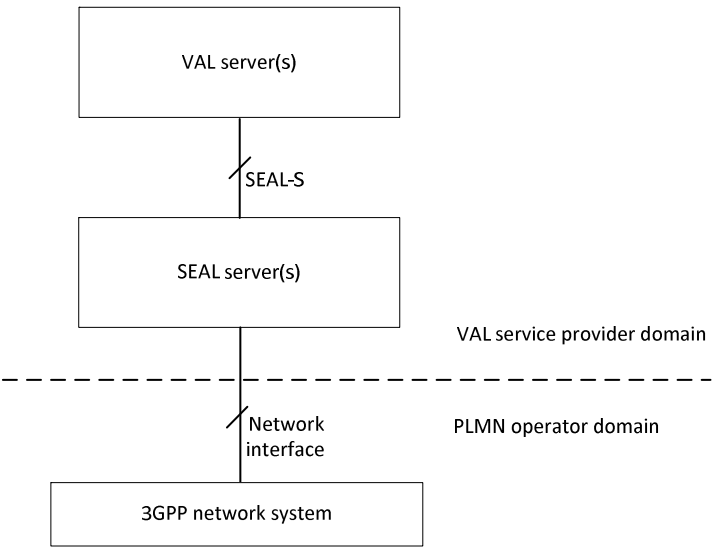 VAL server(s)
SEAL-S
SEAL server(s)
VAL service provider domain
Network
interface
PLMN operator domain
3GPP network system